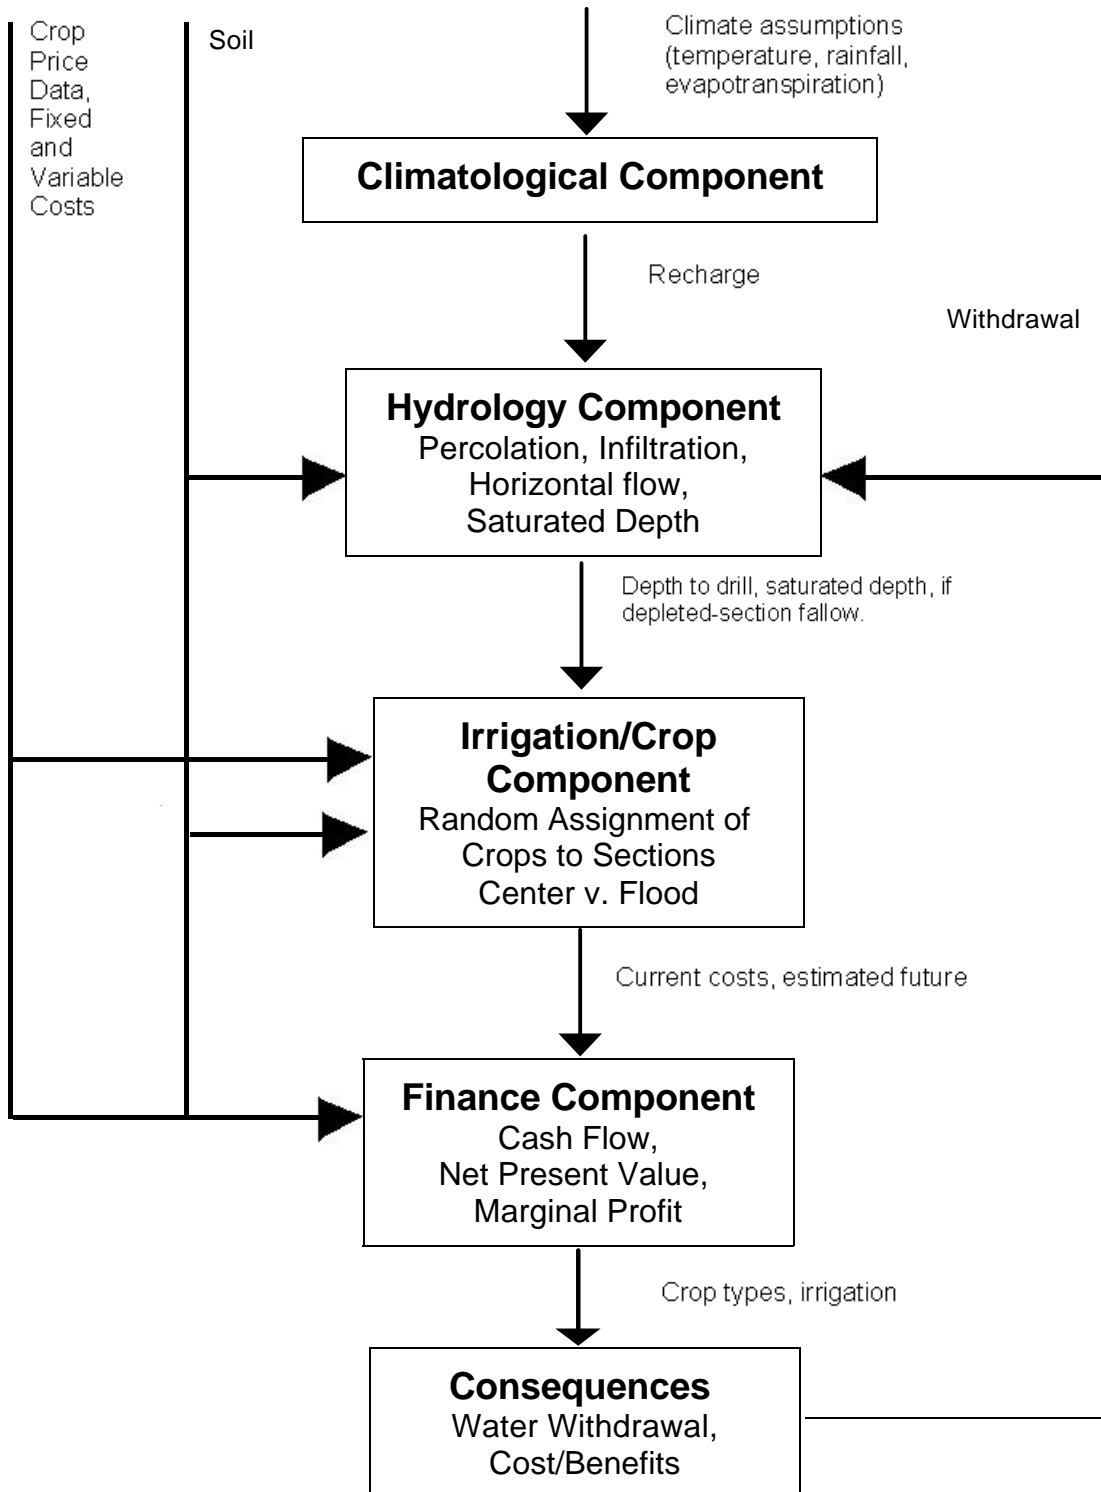 Crop
Price
Data,
Fixed
and
Variable
Costs
Soil
Climate assumptions
(temperature, rainfall,
evapotranspiration)
Climatological Component
Recharge
Withdrawal
Hydrology Component
Percolation, Infiltration,
Horizontal flow,
Saturated Depth
Depth to drill, saturated depth, if
depleted-section fallow.
Irrigation/Crop
Component
Random Assignment of
Crops to Sections
Center v. Flood
Current costs, estimated future
Finance Component
Cash Flow,
Net Present Value,
Marginal Profit
Crop types, irrigation
Consequences
Water Withdrawal,
Cost/Benefits